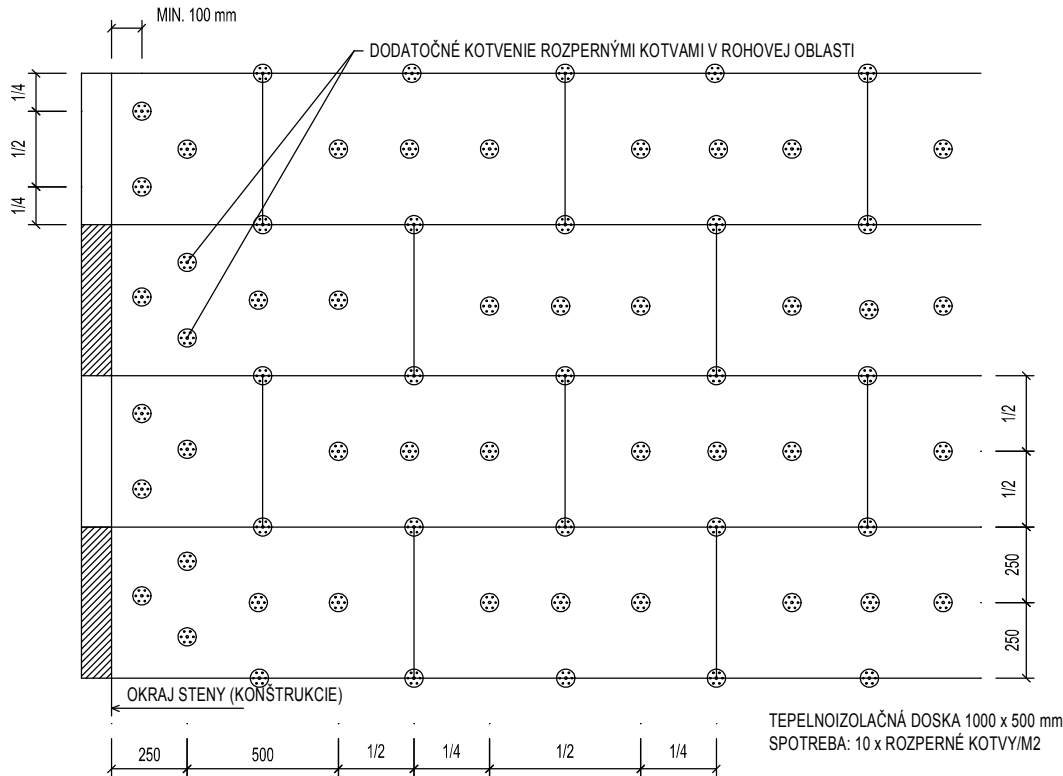 MIN. 100 mm
DODATOČNÉ KOTVENIE ROZPERNÝMI KOTVAMI V ROHOVEJ OBLASTI
1/4
1/2
1/4
1/2
1/2
250
250
OKRAJ STENY (KONŠTRUKCIE)
TEPELNOIZOLAČNÁ DOSKA 1000 x 500 mm
SPOTREBA: 10 x ROZPERNÉ KOTVY/M2
250 500 1/2 1/4 1/2 1/4